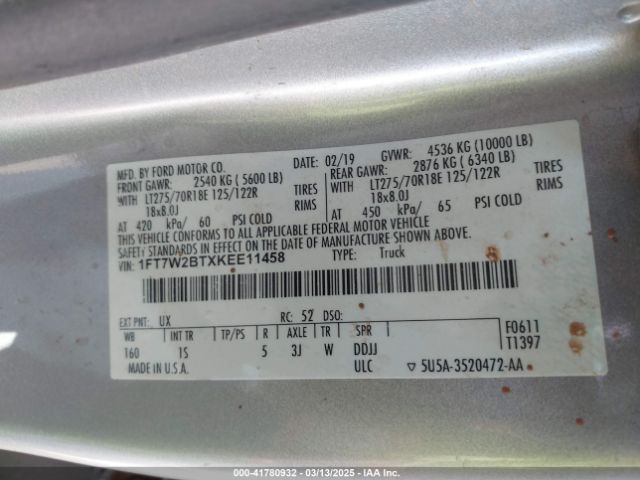 MFD. BY FORD MOTOR CO. DATE: 02/19 GVWR: 4536 KG (10000 LB)
FRONT GAWR: 2540 KG ( 5600 LB) REAR GAWR: 2876 KG ( 6340 LB)
WITH LT275/70R18E 125/122R TIRES WITH LT275/70R18E 125/122R TIRES
18x8.0J RIMS 18x8.0J RIMS
AT 420 kPa/ 60 PSI COLD AT 450 kPa/ 65 PSI COLD
THIS VEHICLE CONFORMS TO ALL APPLICABLE FEDERAL MOTOR VEHICLE
SAFETY STANDARDS IN EFFECT ON THE DATE OF MANUFACTURE SHOWN ABOVE.
VIN: 1FT7W2BTXKEE11458 TYPE: Truck
EXT PNT: UX RC: 52 DSO: F0611
WB INT TR TP/PS R AXLE TR SPR T1397
160 1S 5 3J W DDJJ
MADE IN U.S.A. ULC ▽ 5U5A-3520472-AA
000-41780932 - 03/13/2025 - IAAI, Inc. Copyright